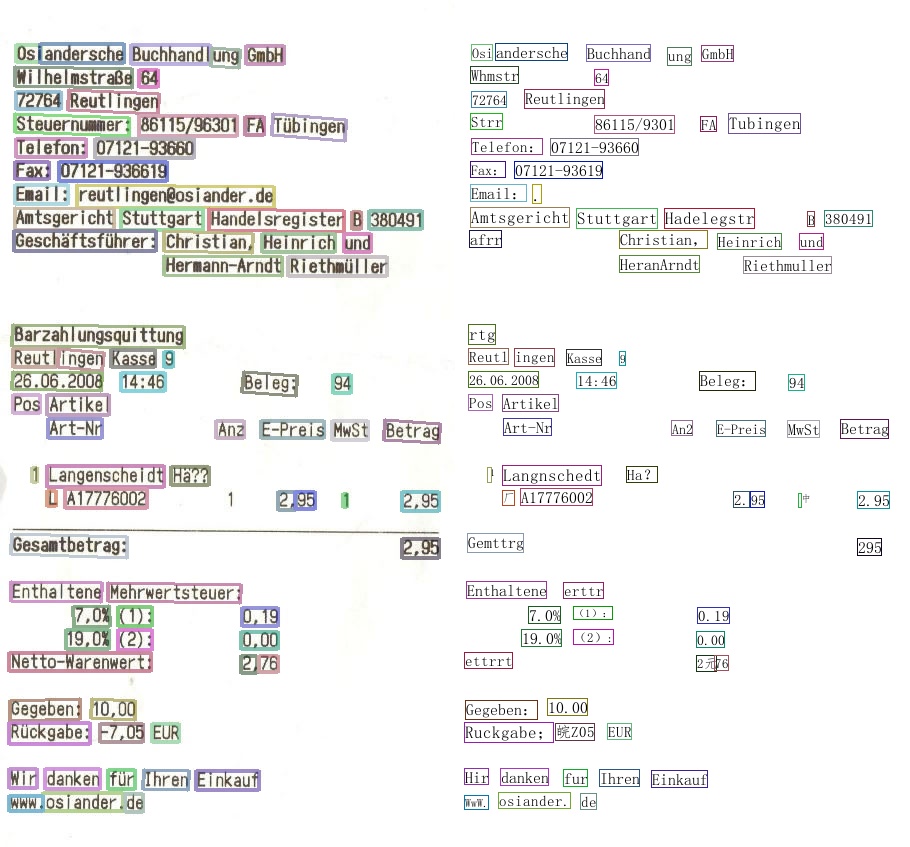 Osiandersche Buchhandlung GmbH
Wilhelmstraße 64
72764 Reutlingen
Steuernummer: 86115/96301 FA Tübingen
Telefon: 07121-93660
Fax: 07121-936619
Email: reutlingen@osiander.de
Amtsgericht Stuttgart Handelsregister B 380491
Geschäftsführer: Christian, Heinrich und
Hermann-Arndt Riethmüller
Barzahlungsquittung
Reutlingen Kasse 9
26.06.2008 14:46 Beleg: 94
Pos Artikel
Art-Nr Anz E-Preis MwSt Betrag
1 Langenscheidt Hä??
L A17776002 1 2,95 1 2,95
Gesamtbetrag: 2,95
Enthaltene Mehrwertsteuer:
7,0% (1): 0,19
19,0% (2): 0,00
Netto-Warenwert: 2,76
Gegeben: 10,00
Rückgabe: -7,05 EUR
Wir danken für Ihren Einkauf
www.osiander.de
Osi andersche Buchhand ung GmbH
Whmstr 64
72764 Reutlingen
Strr 86115/9301 FA Tubingen
Telefon: 07121-93660
Fax: 07121-93619
Email: .
Amtsgericht Stuttgart Hadelegstr B 380491
afrr Christian, Heinrich und
HeranArndt Riethmuller
rtg
Reutl ingen Kasse 9
26.06.2008 14:46 Beleg: 94
Pos Artikel
Art-Nr An2 E-Preis MwSt Betrag
Langnschedt Ha?
厂 A17776002 2.95 中 2.95
Gemttrg 295
Enthaltene erttr
7.0% (1): 0.19
19.0% (2): 0.00
ettrrt 2元76
Gegeben: 10.00
Ruckgabe; 皖Z05 EUR
Hir danken fur Ihren Einkauf
WwW. osiander. de